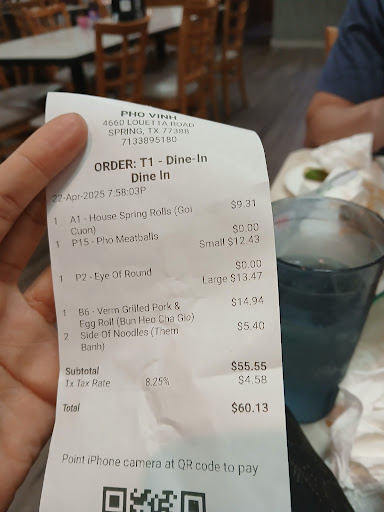 PHO VINH
4660 LOUETTA ROAD
SPRING, TX 77388
7133895180
ORDER: T1 - Dine-In
Dine In
22-Apr-2025 7:58:03P
1 A1 - House Spring Rolls (Goi $9.31
Cuon)
1 P15 - Pho Meatballs $0.00
Small $12.43
1 P2 - Eye Of Round $0.00
Large $13.47
1 B6 - Verm Grilled Pork & $14.94
Egg Roll (Bun Heo Cha Gio)
2 Side Of Noodles (Them $5.40
Banh)
Subtotal $55.55
Tx Tax Rate 8.25% $4.58
Total $60.13
Point iPhone camera at QR code to pay